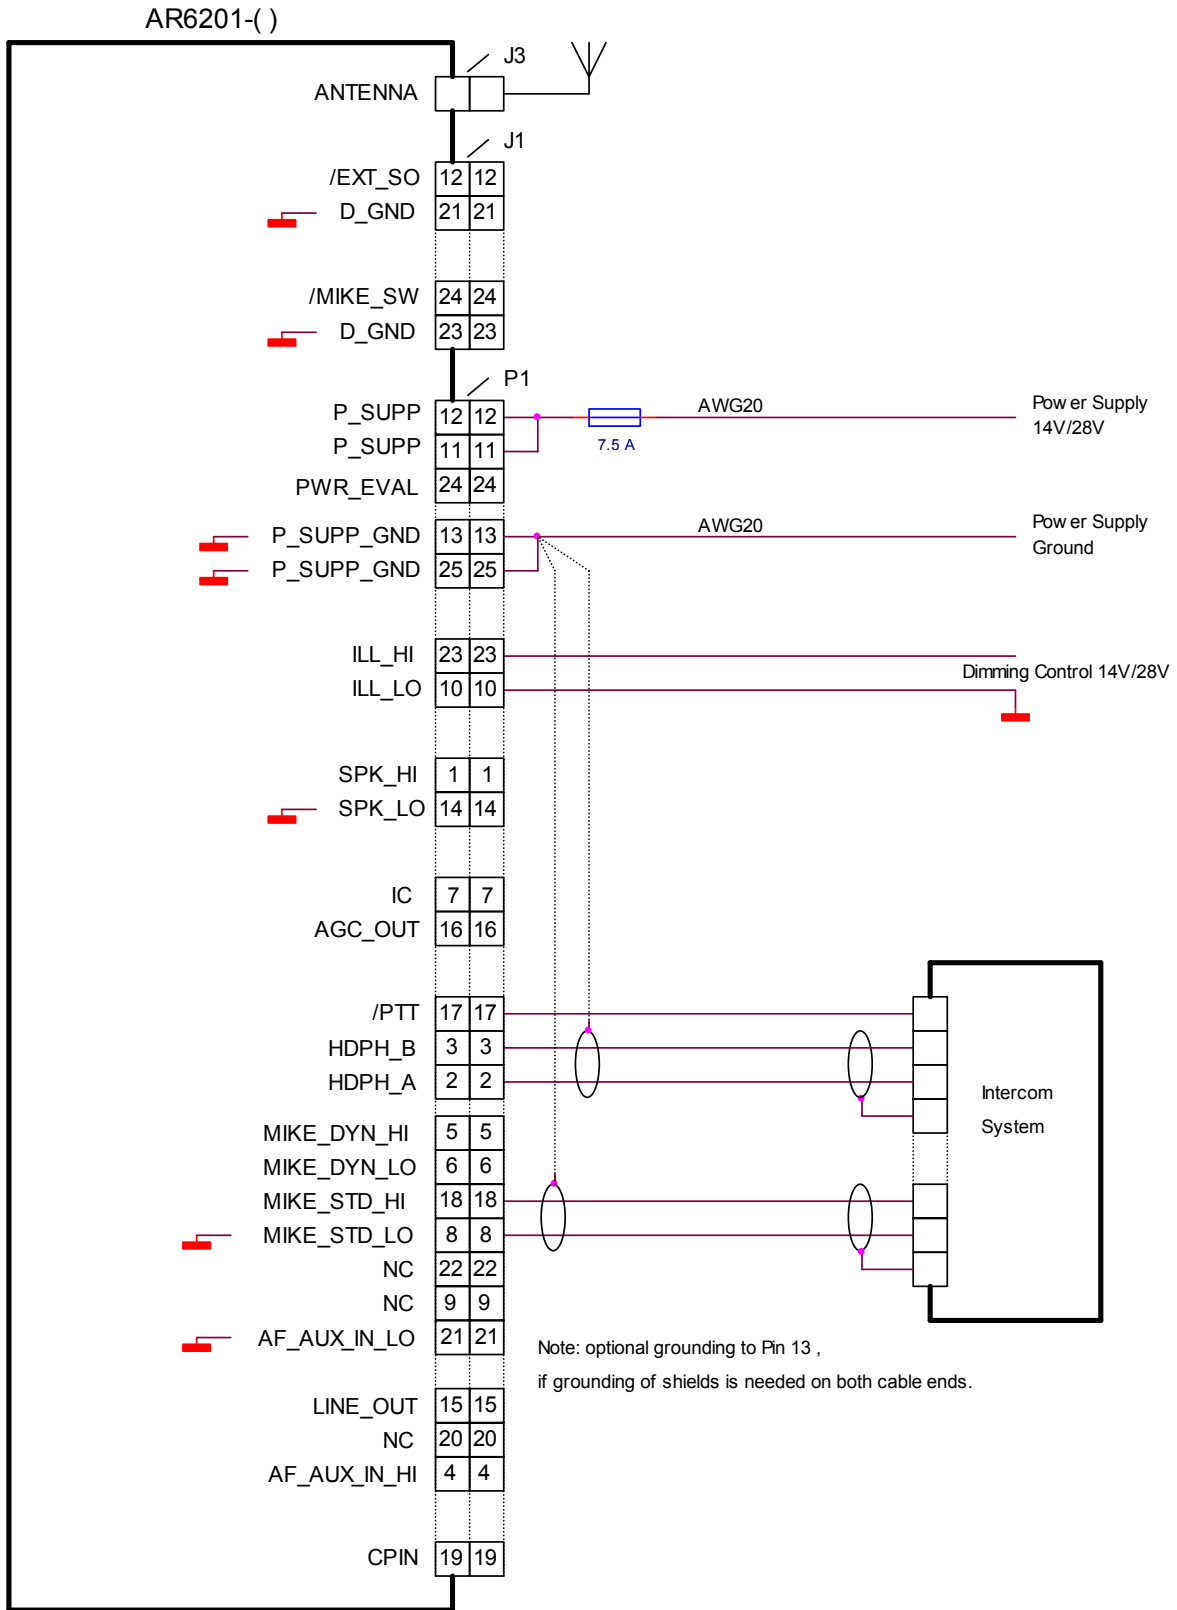 AR6201-( )
J3
ANTENNA
J1
/EXT_SO 12 12
D_GND 21 21
/MIKE_SW 24 24
D_GND 23 23
P1
P_SUPP 12 12 AWG20 Power Supply
14V/28V
P_SUPP 11 11 7.5 A
PWR_EVAL 24 24
P_SUPP_GND 13 13 AWG20 Power Supply
Ground
P_SUPP_GND 25 25
ILL_HI 23 23
Dimming Control 14V/28V
ILL_LO 10 10
SPK_HI 1 1
SPK_LO 14 14
IC 7 7
AGC_OUT 16 16
/PTT 17 17
HDPH_B 3 3
HDPH_A 2 2
Intercom
System
MIKE_DYN_HI 5 5
MIKE_DYN_LO 6 6
MIKE_STD_HI 18 18
MIKE_STD_LO 8 8
NC 22 22
NC 9 9
AF_AUX_IN_LO 21 21
Note: optional grounding to Pin 13 ,
if grounding of shields is needed on both cable ends.
LINE_OUT 15 15
NC 20 20
AF_AUX_IN_HI 4 4
CPIN 19 19